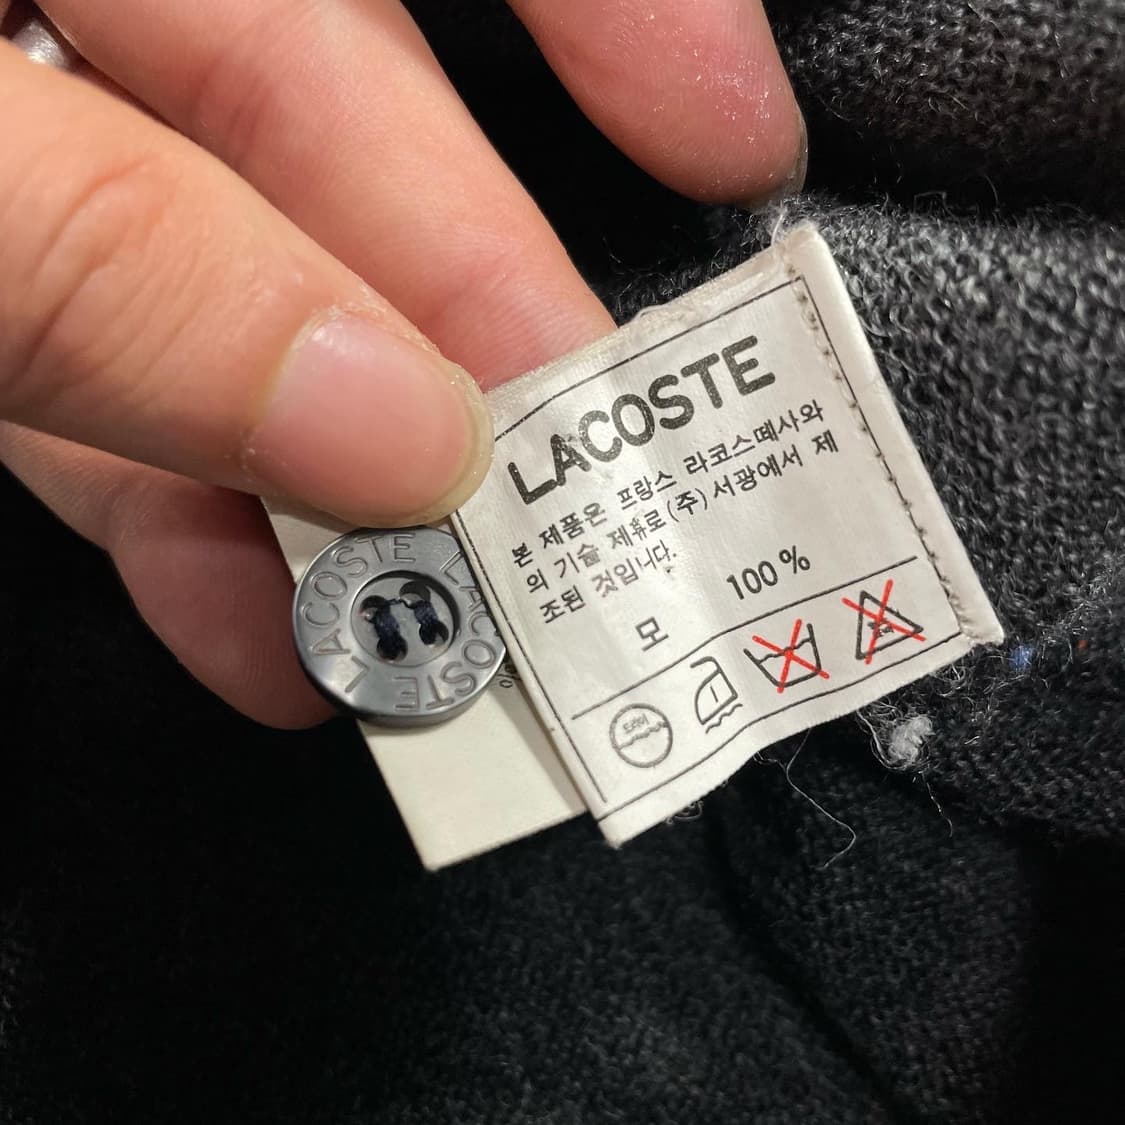 LACOSTE
본 제품은 프랑스 라코스떼사와
의 기술 제휴로(주)서광에서 제
조된 것입니다.
모 100%
LACOSTE LACOSTE LACOSTE
%